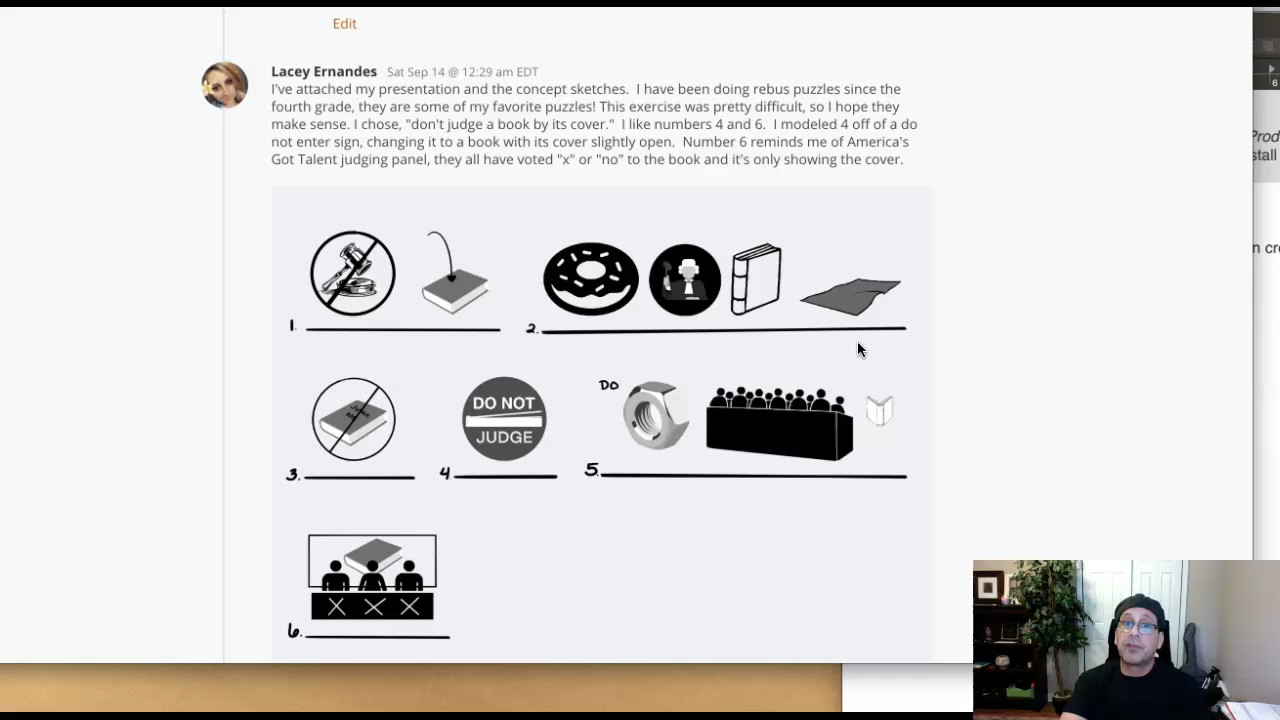 Edit
Lacey Ernandes Sat Sep 14 @ 12:29 am EDT
I've attached my presentation and the concept sketches. I have been doing rebus puzzles since the
fourth grade, they are some of my favorite puzzles! This exercise was pretty difficult, so I hope they
make sense. I chose, "don't judge a book by its cover." I like numbers 4 and 6. I modeled 4 off of a do
not enter sign, changing it to a book with its cover slightly open. Number 6 reminds me of America's
Got Talent judging panel, they all have voted "x" or "no" to the book and it's only showing the cover.
1.
2.
DO NOT
JUDGE
DO
3.
4
5.
X X X
6.
6
stall